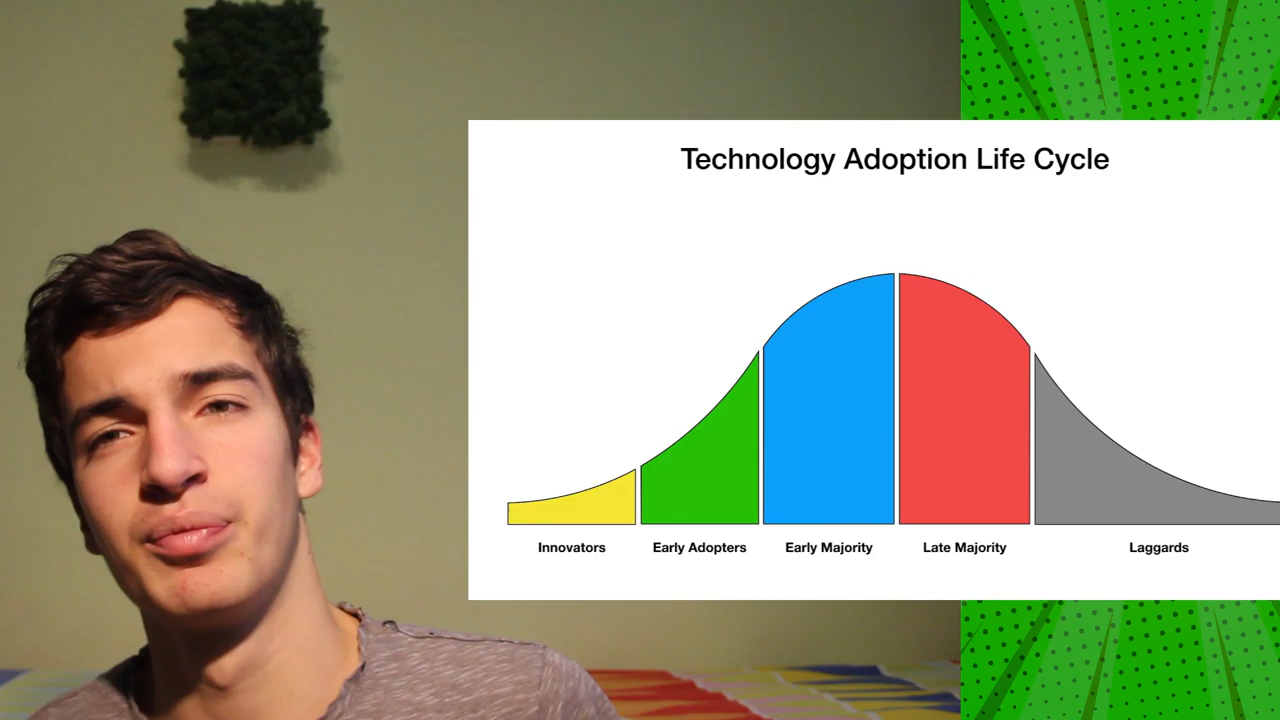 Technology Adoption Life Cycle
Innovators
Early Adopters
Early Majority
Late Majority
Laggards